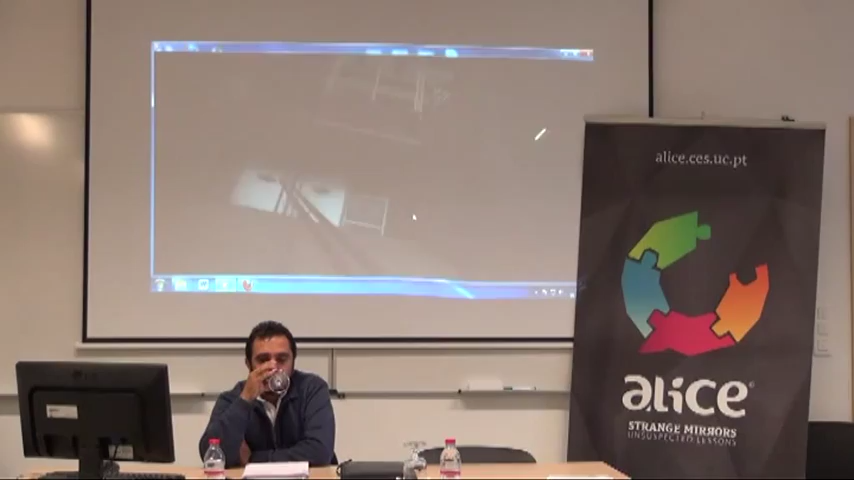 alice.ces.uc.pt
alice®
STRANGE MIRRORS
UNSUSPECTED LESSONS